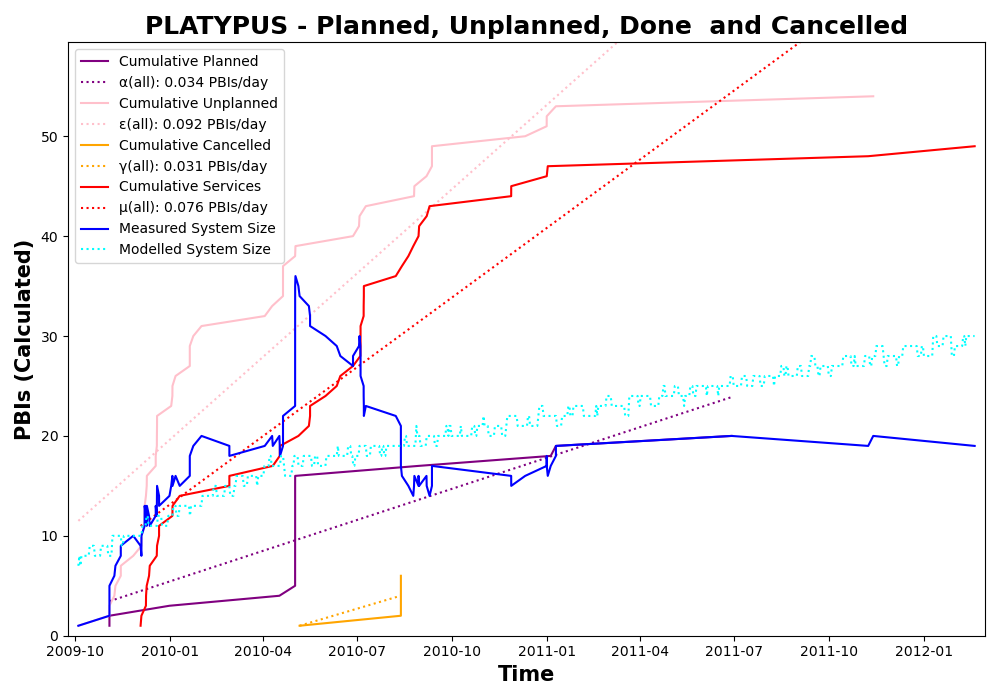 PLATYPUS - Planned, Unplanned, Done  and Cancelled
Cumulative Planned
α(all): 0.034 PBIs/day
Cumulative Unplanned
ε(all): 0.092 PBIs/day
Cumulative Cancelled
γ(all): 0.031 PBIs/day
Cumulative Services
μ(all): 0.076 PBIs/day
Measured System Size
Modelled System Size
PBIs (Calculated)
50
40
30
20
10
0
2009-10 2010-01 2010-04 2010-07 2010-10 2011-01 2011-04 2011-07 2011-10 2012-01
Time